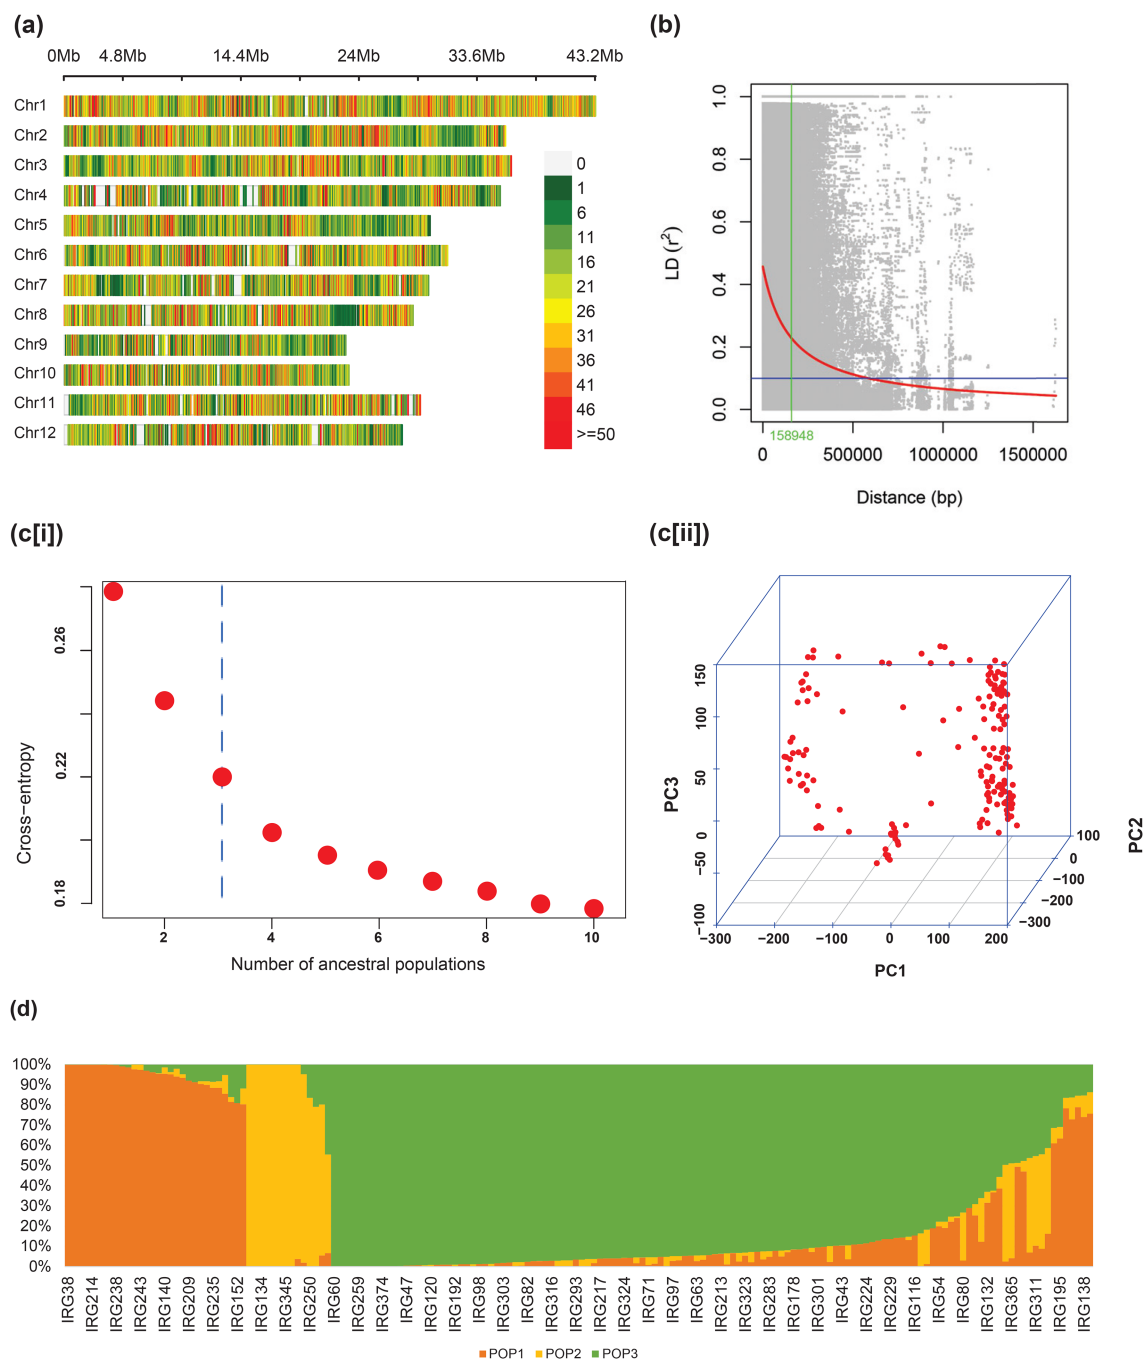 (a)
0Mb 4.8Mb 14.4Mb 24Mb 33.6Mb 43.2Mb
Chr1
Chr2
Chr3
Chr4
Chr5
Chr6
Chr7
Chr8
Chr9
Chr10
Chr11
Chr12
0
1
6
11
16
21
26
31
36
41
46
>=50
(b)
LD (r²)
1.0
0.8
0.6
0.4
0.2
0.0
158948
0 500000 1000000 1500000
Distance (bp)
(c[i])
Cross−entropy
0.26
0.22
0.18
2 4 6 8 10
Number of ancestral populations
(c[ii])
PC3
150
100
50
0
−50
−100
−300 −200 −100 0 100 200
PC1
100
0
−100
−200
−300
PC2
(d)
100%
90%
80%
70%
60%
50%
40%
30%
20%
10%
0%
IRG38
IRG214
IRG238
IRG243
IRG140
IRG209
IRG235
IRG152
IRG134
IRG345
IRG250
IRG60
IRG259
IRG374
IRG47
IRG120
IRG192
IRG98
IRG303
IRG82
IRG316
IRG293
IRG217
IRG324
IRG71
IRG97
IRG63
IRG213
IRG323
IRG283
IRG178
IRG301
IRG43
IRG224
IRG229
IRG116
IRG54
IRG80
IRG132
IRG365
IRG311
IRG195
IRG138
POP1 POP2 POP3